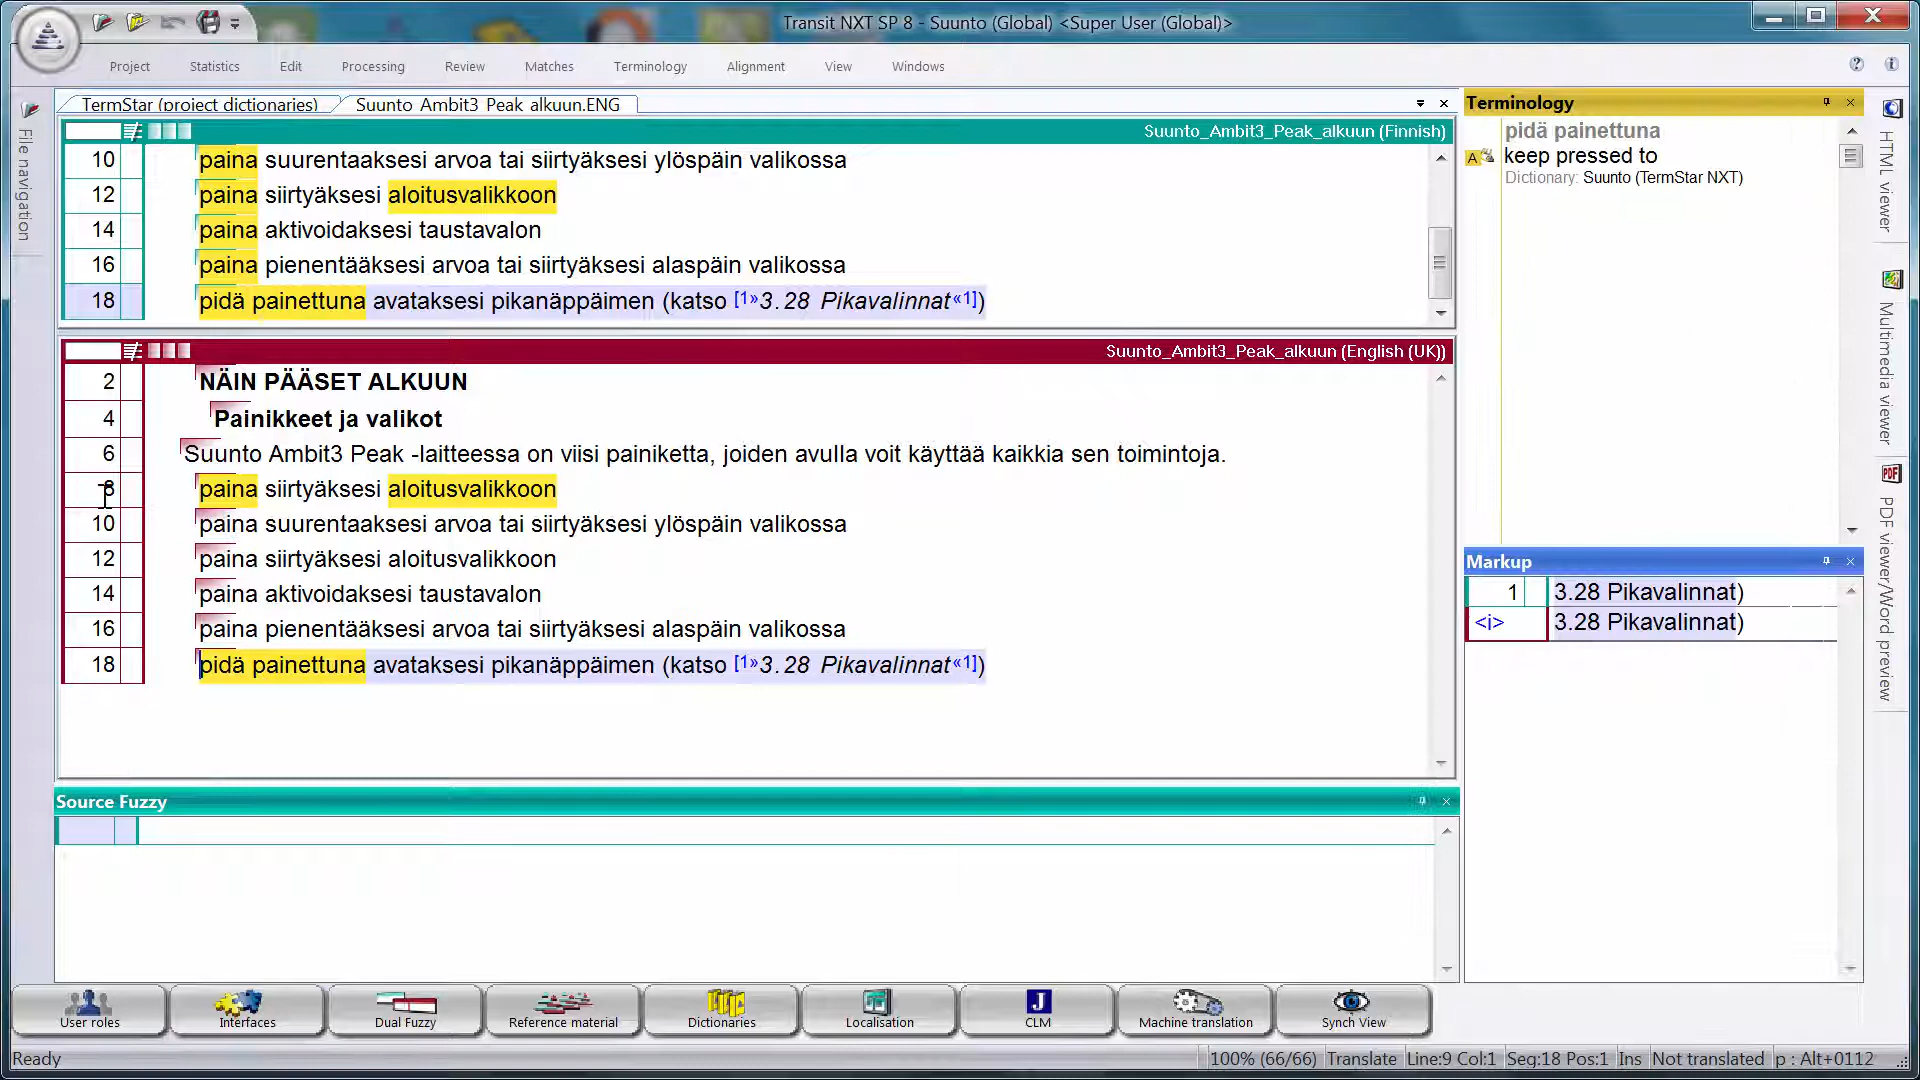 Transit NXT SP 8 - Suunto (Global) <Super User (Global)>
Project Statistics Edit Processing Review Matches Terminology Alignment View Windows
File navigation
TermStar (project dictionaries) Suunto Ambit3 Peak alkuun.ENG
Suunto_Ambit3_Peak_alkuun (Finnish)
10 paina suurentaaksesi arvoa tai siirtyäksesi ylöspäin valikossa
12 paina siirtyäksesi aloitusvalikkoon
14 paina aktivoidaksesi taustavalon
16 paina pienentääksesi arvoa tai siirtyäksesi alaspäin valikossa
18 pidä painettuna avataksesi pikanäppäimen (katso [1»3.28 Pikavalinnat«1])
Suunto_Ambit3_Peak_alkuun (English (UK))
2 NÄIN PÄÄSET ALKUUN
4 Painikkeet ja valikot
6 Suunto Ambit3 Peak -laitteessa on viisi painiketta, joiden avulla voit käyttää kaikkia sen toimintoja.
8 paina siirtyäksesi aloitusvalikkoon
10 paina suurentaaksesi arvoa tai siirtyäksesi ylöspäin valikossa
12 paina siirtyäksesi aloitusvalikkoon
14 paina aktivoidaksesi taustavalon
16 paina pienentääksesi arvoa tai siirtyäksesi alaspäin valikossa
18 pidä painettuna avataksesi pikanäppäimen (katso [1»3.28 Pikavalinnat«1])
Source Fuzzy
Terminology
pidä painettuna
A keep pressed to
Dictionary: Suunto (TermStar NXT)
Markup
1 3.28 Pikavalinnat)
<i> 3.28 Pikavalinnat)
HTML viewer
Multimedia viewer
PDF
PDF viewer/Word preview
User roles Interfaces Dual Fuzzy Reference material Dictionaries Localisation J CLM Machine translation Synch View
Ready 100% (66/66) Translate Line:9 Col:1 Seg:18 Pos:1 Ins Not translated p : Alt+0112